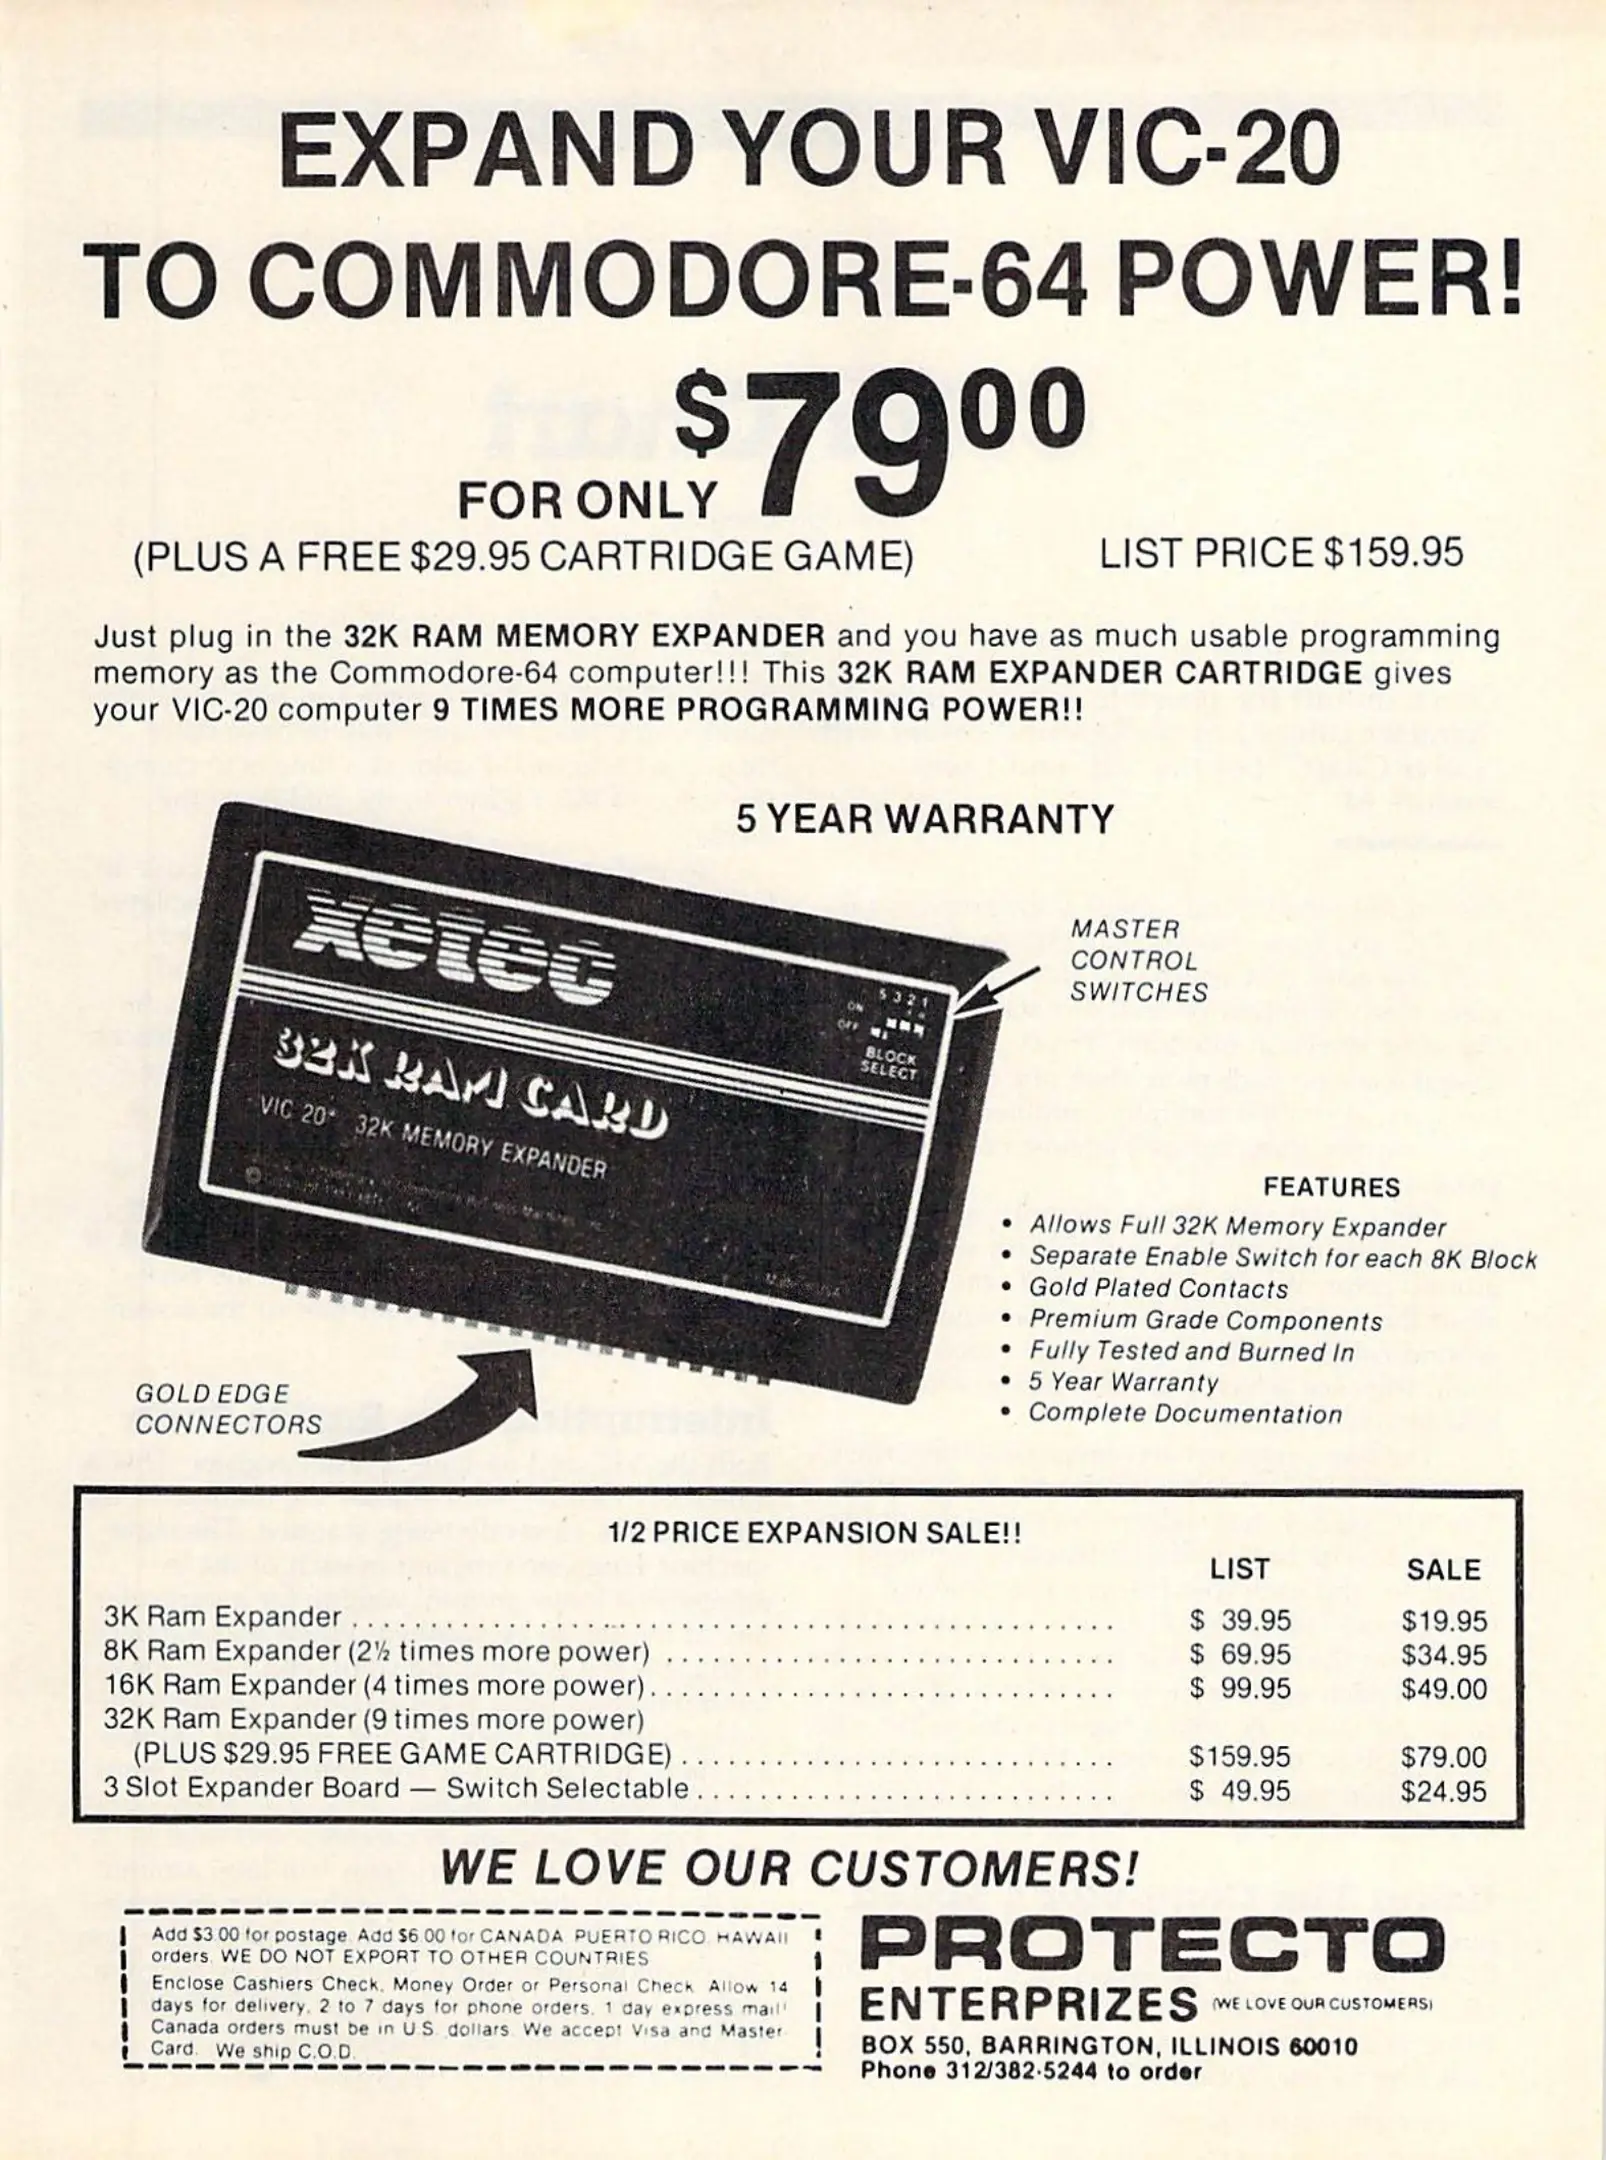 EXPAND YOUR VIC-20
TO COMMODORE-64 POWER!
$79⁰⁰
FOR ONLY
(PLUS A FREE $29.95 CARTRIDGE GAME)
LIST PRICE $159.95
Just plug in the 32K RAM MEMORY EXPANDER and you have as much usable programming
memory as the Commodore-64 computer!!! This 32K RAM EXPANDER CARTRIDGE gives
your VIC-20 computer 9 TIMES MORE PROGRAMMING POWER!!
5 YEAR WARRANTY
xetec
5 3 2 1
ON
OFF
BLOCK
SELECT
32K RAM CARD
VIC 20* 32K MEMORY EXPANDER
MASTER
CONTROL
SWITCHES
GOLD EDGE
CONNECTORS
FEATURES
• Allows Full 32K Memory Expander
• Separate Enable Switch for each 8K Block
• Gold Plated Contacts
• Premium Grade Components
• Fully Tested and Burned In
• 5 Year Warranty
• Complete Documentation
1/2 PRICE EXPANSION SALE!!
LIST SALE
3K Ram Expander $ 39.95 $19.95
8K Ram Expander (2½ times more power) $ 69.95 $34.95
16K Ram Expander (4 times more power) $ 99.95 $49.00
32K Ram Expander (9 times more power)
(PLUS $29.95 FREE GAME CARTRIDGE) $159.95 $79.00
3 Slot Expander Board — Switch Selectable $ 49.95 $24.95
WE LOVE OUR CUSTOMERS!
Add $3.00 for postage. Add $6.00 for CANADA, PUERTO RICO, HAWAII
orders. WE DO NOT EXPORT TO OTHER COUNTRIES
Enclose Cashiers Check, Money Order or Personal Check. Allow 14
days for delivery, 2 to 7 days for phone orders, 1 day express mail!
Canada orders must be in U.S. dollars. We accept Visa and Master
Card. We ship C.O.D.
PROTECTO
ENTERPRIZES (WE LOVE OUR CUSTOMERS)
BOX 550, BARRINGTON, ILLINOIS 60010
Phone 312/382-5244 to order